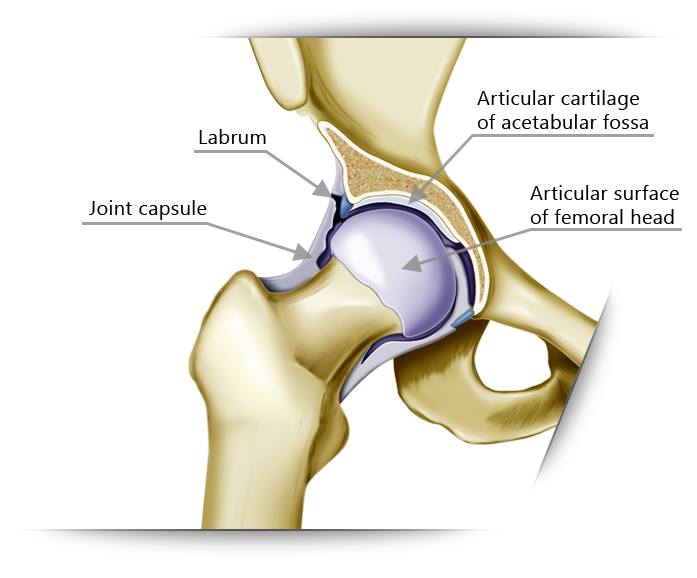 Articular cartilage
of acetabular fossa
Labrum
Articular surface
of femoral head
Joint capsule